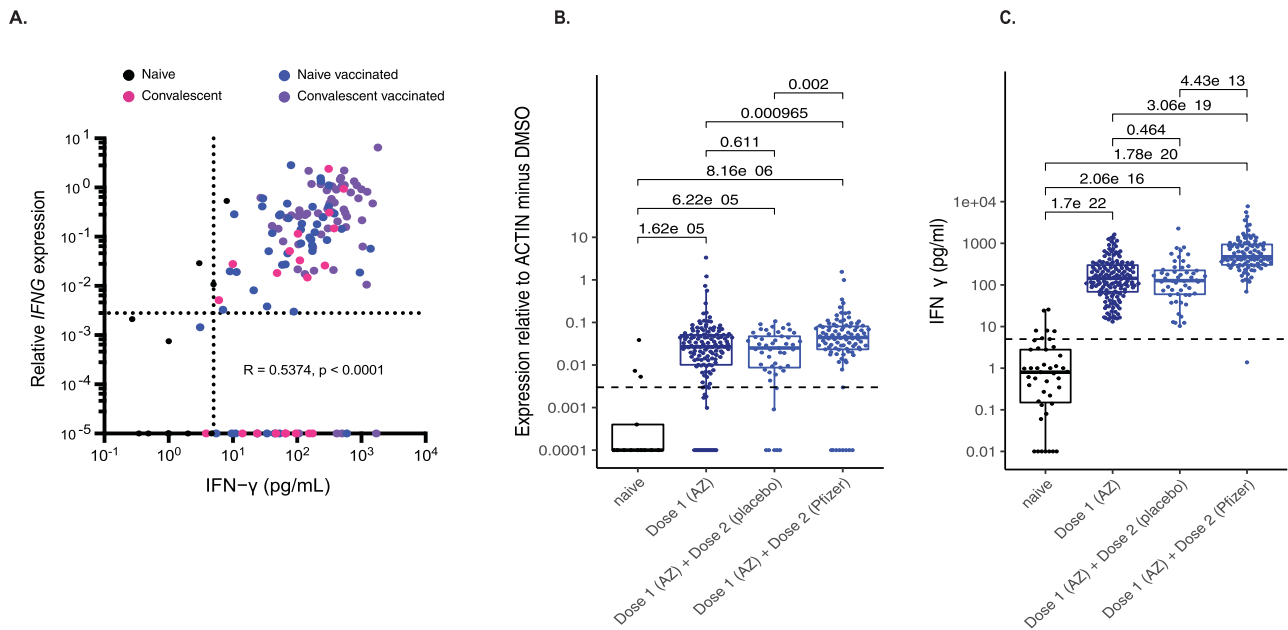 A.
Naive
Convalescent
Naive vaccinated
Convalescent vaccinated
Relative IFNG expression
10^1
10^0
10^-1
10^-2
10^-3
10^-4
10^-5
R = 0.5374, p < 0.0001
10^-1
10^0
10^1
10^2
10^3
10^4
IFN−γ (pg/mL)
B.
Expression relative to ACTIN minus DMSO
0.002
0.000965
0.611
8.16e 06
6.22e 05
1.62e 05
10
1
0.1
0.01
0.001
0.0001
naive
Dose 1 (AZ)
Dose 1 (AZ) + Dose 2 (placebo)
Dose 1 (AZ) + Dose 2 (Pfizer)
C.
IFN γ (pg/ml)
4.43e 13
3.06e 19
0.464
1.78e 20
2.06e 16
1.7e 22
1e+04
1000
100
10
1
0.1
0.01
naive
Dose 1 (AZ)
Dose 1 (AZ) + Dose 2 (placebo)
Dose 1 (AZ) + Dose 2 (Pfizer)